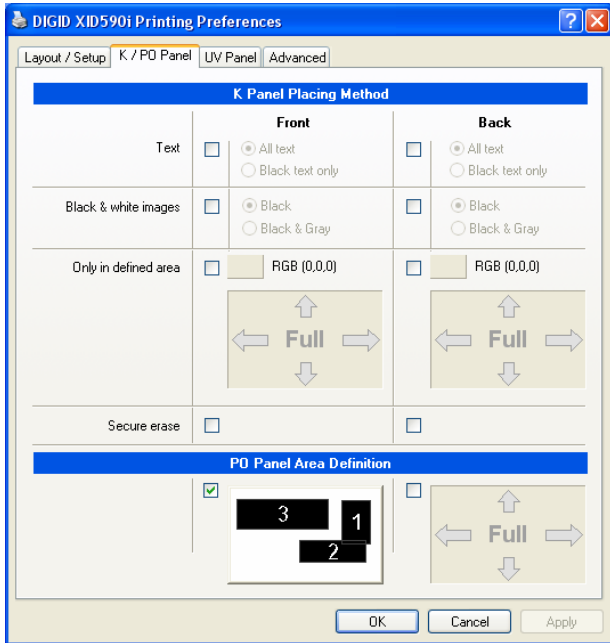 DIGID XID590i Printing Preferences
Layout / Setup K / PO Panel UV Panel Advanced
K Panel Placing Method
Front Back
Text All text All text
Black text only Black text only
Black & white images Black Black
Black & Gray Black & Gray
Only in defined area RGB (0,0,0) RGB (0,0,0)
Full Full
Secure erase
PO Panel Area Definition
3 1
2
Full
OK Cancel Apply